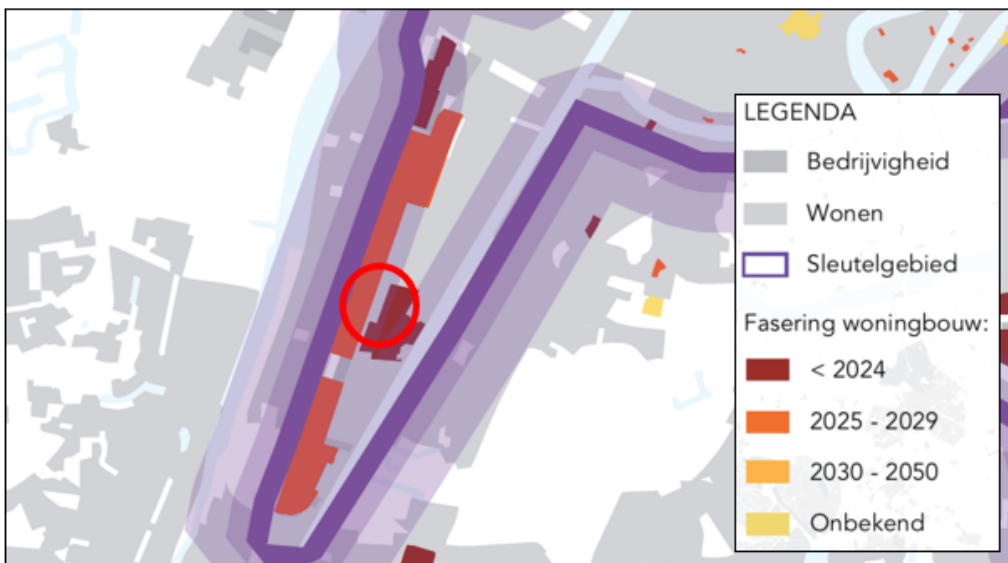 LEGENDA
Bedrijvigheid
Wonen
Sleutelgebied
Fasering woningbouw:
< 2024
2025 - 2029
2030 - 2050
Onbekend